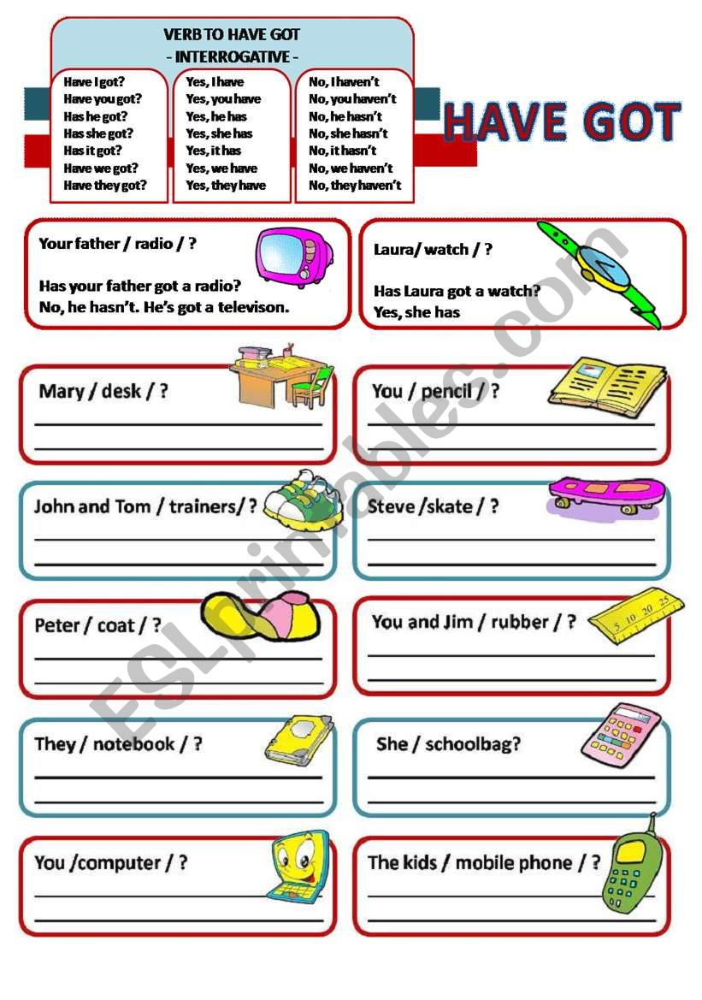 VERB TO HAVE GOT
- INTERROGATIVE -
Have I got?
Have you got?
Has he got?
Has she got?
Has it got?
Have we got?
Have they got?
Yes, I have
Yes, you have
Yes, he has
Yes, she has
Yes, it has
Yes, we have
Yes, they have
No, I haven't
No, you haven't
No, he hasn't
No, she hasn't
No, it hasn't
No, we haven't
No, they haven't
HAVE GOT
Your father / radio / ?
Has your father got a radio?
No, he hasn't. He's got a televison.
Laura/ watch / ?
Has Laura got a watch?
Yes, she has
Mary / desk / ?
You / pencil / ?
John and Tom / trainers/ ?
Steve /skate / ?
Peter / coat / ?
You and Jim / rubber / ?
5 10 20 25
They / notebook / ?
She / schoolbag?
You /computer / ?
The kids / mobile phone / ?
ESLprintables.com